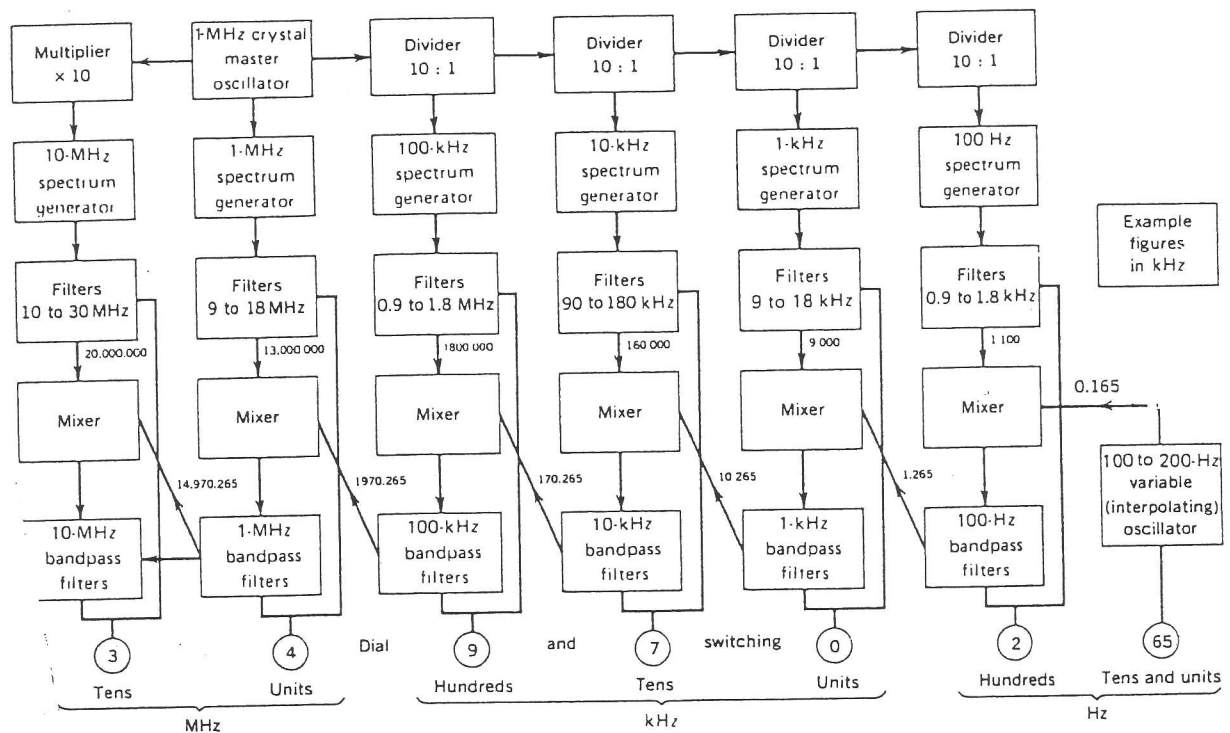 Multiplier
× 10
1-MHz crystal
master
oscillator
Divider
10 : 1
Divider
10 : 1
Divider
10 : 1
Divider
10 : 1
10-MHz
spectrum
generator
1-MHz
spectrum
generator
100-kHz
spectrum
generator
10-kHz
spectrum
generator
1-kHz
spectrum
generator
100 Hz
spectrum
generator
Example
figures
in kHz
Filters
10 to 30 MHz
Filters
9 to 18 MHz
Filters
0.9 to 1.8 MHz
Filters
90 to 180 kHz
Filters
9 to 18 kHz
Filters
0.9 to 1.8 kHz
20.000.000
13,000 000
1800 000
160 000
9 000
1 100
Mixer
Mixer
Mixer
Mixer
Mixer
Mixer
0.165
14,970.265
1970.265
170.265
10 265
1.265
100 to 200-Hz
variable
(interpolating)
oscillator
10-MHz
bandpass
filters
1-MHz
bandpass
filters
100-kHz
bandpass
filters
10-kHz
bandpass
filters
1-kHz
bandpass
filters
100-Hz
bandpass
filters
3
4
Dial
9
and
7
switching
0
2
65
Tens
Units
Hundreds
Tens
Units
Hundreds
Tens and units
MHz
kHz
Hz